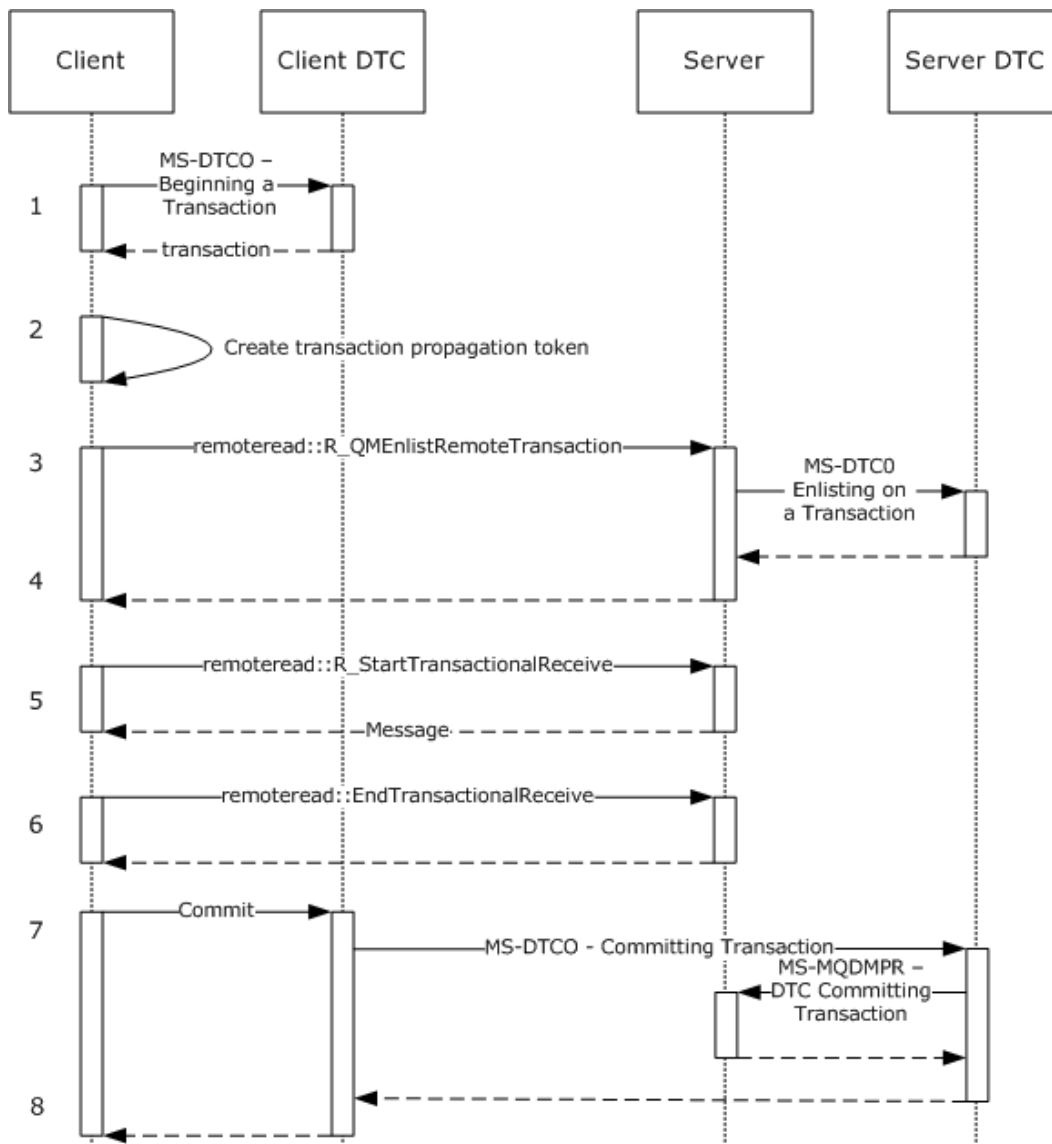 Client
Client DTC
Server
Server DTC
MS-DTCO –
Beginning a
Transaction
1
transaction
2
Create transaction propagation token
remoteread::R_QMEnlistRemoteTransaction
3
MS-DTC0
Enlisting on
a Transaction
4
remoteread::R_StartTransactionalReceive
5
Message
remoteread::EndTransactionalReceive
6
Commit
7
MS-DTCO - Committing Transaction
MS-MQDMPR –
DTC Committing
Transaction
8